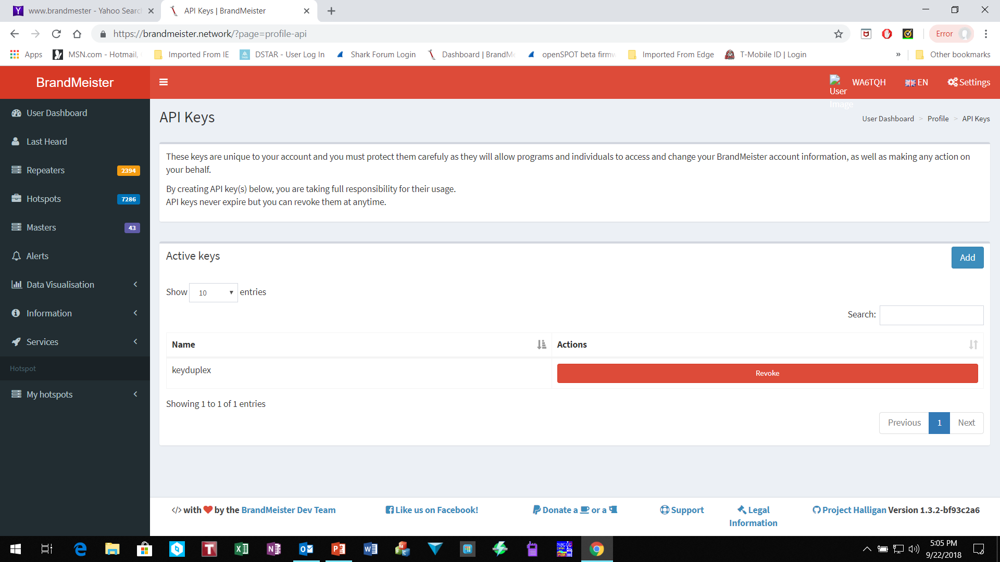 www.brandmester - Yahoo Searc
API Keys | BrandMeister
https://brandmeister.network/?page=profile-api
Error
Apps
MSN.com - Hotmail,
Imported From IE
DSTAR - User Log In
Shark Forum Login
Dashboard | BrandMe
openSPOT beta firmw
Imported From Edge
T-Mobile ID | Login
»
Other bookmarks
BrandMeister
User Image
WA6TQH
EN
Settings
User Dashboard
Last Heard
Repeaters 2394
Hotspots 7286
Masters 43
Alerts
Data Visualisation
Information
Services
Hotspot
My hotspots
API Keys
User Dashboard > Profile > API Keys
These keys are unique to your account and you must protect them carefuly as they will allow programs and individuals to access and change your BrandMeister account information, as well as making any action on
your behalf.
By creating API key(s) below, you are taking full responsibility for their usage.
API keys never expire but you can revoke them at anytime.
Active keys
Add
Show 10 entries
Search:
Name Actions
keyduplex Revoke
Showing 1 to 1 of 1 entries
Previous 1 Next
</> with by the BrandMeister Dev Team
Like us on Facebook!
Donate a or a
Support
Legal
Information
Project Halligan Version 1.3.2-bf93c2a6
5:05 PM
9/22/2018